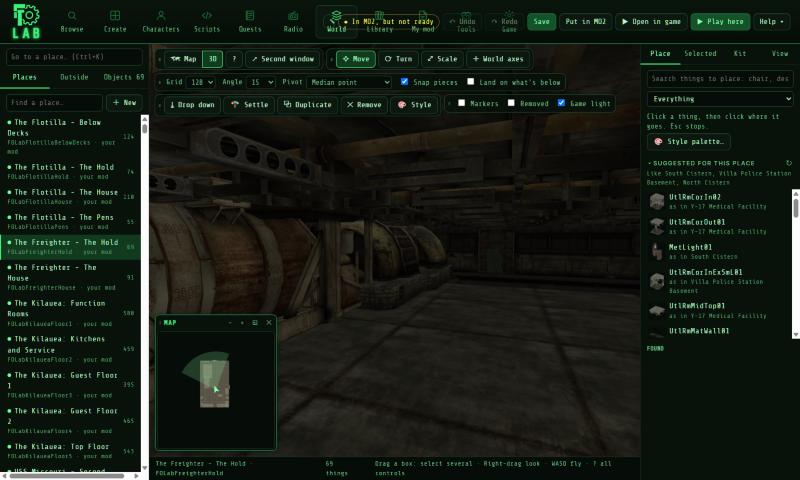 LAB
Browse
Create
Characters
Scripts
Quests
Radio
World
Library
My mod
Tools
Game
In MO2, but not ready
Undo
Redo
Save
Put in MO2
Open in game
Play here
Help
Go to a place… (Ctrl+K)
Places
Outside
Objects 69
Find a place…
+ New
The Flotilla - Below Decks
124
FOLabFlotillaBelowDecks · your mod
The Flotilla - The Hold
74
FOLabFlotillaHold · your mod
The Flotilla - The House
210
FOLabFlotillaHouse · your mod
The Flotilla - The Pens
55
FOLabFlotillaPens · your mod
The Freighter - The Hold
69
FOLabFreighterHold · your mod
The Freighter - The House
91
FOLabFreighterHouse · your mod
The Kilauea: Function Rooms
580
FOLabKilaueaFloor1 · your mod
The Kilauea: Kitchens and Service
459
FOLabKilaueaFloor2 · your mod
The Kilauea: Guest Floor 1
395
FOLabKilaueaFloor3 · your mod
The Kilauea: Guest Floor 2
465
FOLabKilaueaFloor4 · your mod
The Kilauea: Top Floor
543
FOLabKilaueaFloor5 · your mod
Map
3D
?
Second window
Move
Turn
Scale
World axes
Grid 128
Angle 15
Pivot Median point
Snap pieces
Land on what's below
Drop down
Settle
Duplicate
Remove
Style
Markers
Removed
Game light
MAP
The Freighter - The Hold ·
FOLabFreighterHold
69
things
Drag a box: select several · Right-drag look · WASD fly · ? all
controls
Place
Selected
Kit
View
Search things to place: chair, des
Everything
Click a thing, then click where it
goes. Esc stops.
Style palette…
SUGGESTED FOR THIS PLACE
Like South Cistern, Villa Police Station
Basement, North Cistern
UtlRmCorIn02
as in Y-17 Medical Facility
UtlRmCorOut01
as in Y-17 Medical Facility
MetLight01
as in South Cistern
UtlRmCorInExSmL01
as in Villa Police Station
Basement
UtlRmMidTop01
as in Y-17 Medical Facility
UtlRmMatWall01
FOUND